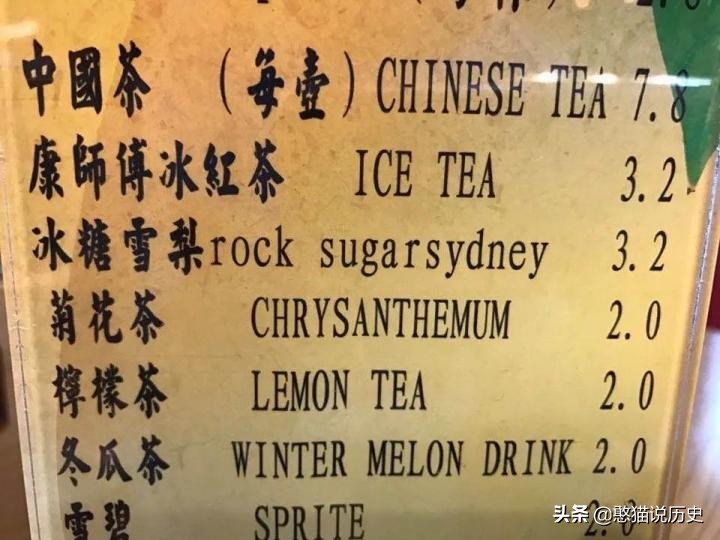 中國茶 （每壺）CHINESE TEA 7.8
康師傅冰紅茶 ICE TEA 3.2
冰糖雪梨rock sugarsydney 3.2
菊花茶 CHRYSANTHEMUM 2.0
檸檬茶 LEMON TEA 2.0
冬瓜茶 WINTER MELON DRINK 2.0
雪碧 SPRITE 2.0
头条 @憨猫说历史